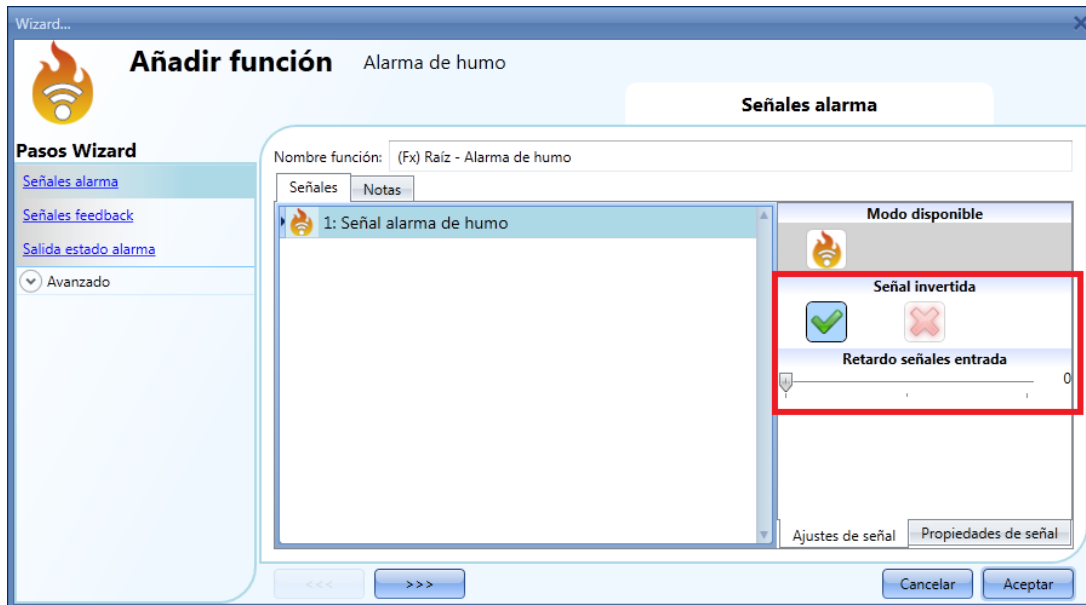 Wizard...
Añadir función Alarma de humo
Señales alarma
Pasos Wizard
Señales alarma
Señales feedback
Salida estado alarma
Avanzado
Nombre función: (Fx) Raíz - Alarma de humo
Señales Notas
1: Señal alarma de humo
Modo disponible
Señal invertida
Retardo señales entrada
0
Ajustes de señal Propiedades de señal
<<< >>> Cancelar Aceptar